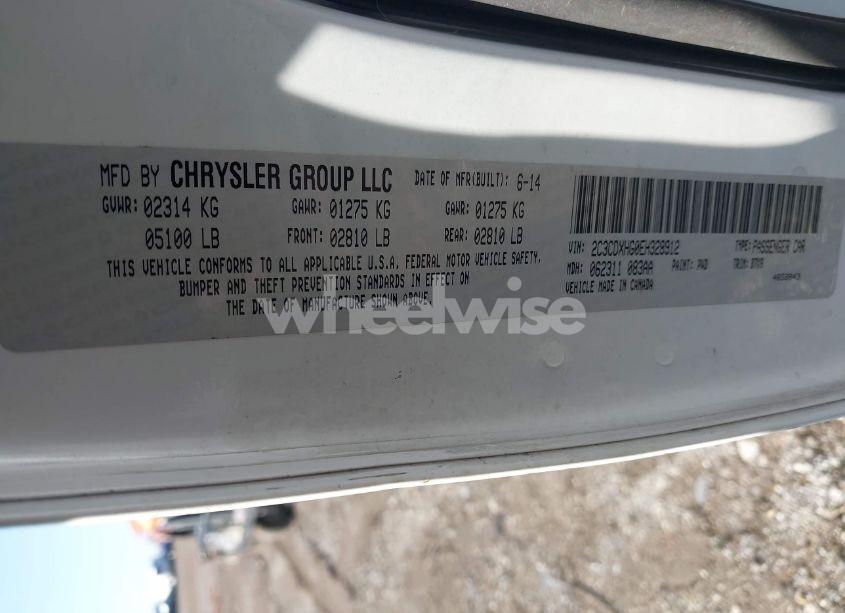 MFD BY CHRYSLER GROUP LLC DATE OF MFR(BUILT): 6-14
GVWR: 02314 KG GAWR: 01275 KG GAWR: 01275 KG
05100 LB FRONT: 02810 LB REAR: 02810 LB
THIS VEHICLE CONFORMS TO ALL APPLICABLE U.S.A. FEDERAL MOTOR VEHICLE SAFETY,
BUMPER AND THEFT PREVENTION STANDARDS IN EFFECT ON
THE DATE OF MANUFACTURE SHOWN ABOVE.
VIN: 2C3CDXHG0EH328912 TYPE: PASSENGER CAR
MDH: 062311 083AA PAINT: PW0 TRIM:
VEHICLE MADE IN CANADA
wheelwise